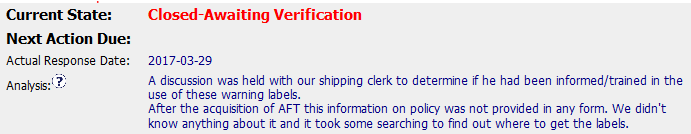 Current State: Closed-Awaiting Verification
Next Action Due:
Actual Response Date: 2017-03-29
Analysis:? A discussion was held with our shipping clerk to determine if he had been informed/trained in the
use of these warning labels.
After the acquisition of AFT this information on policy was not provided in any form. We didn't
know anything about it and it took some searching to find out where to get the labels.